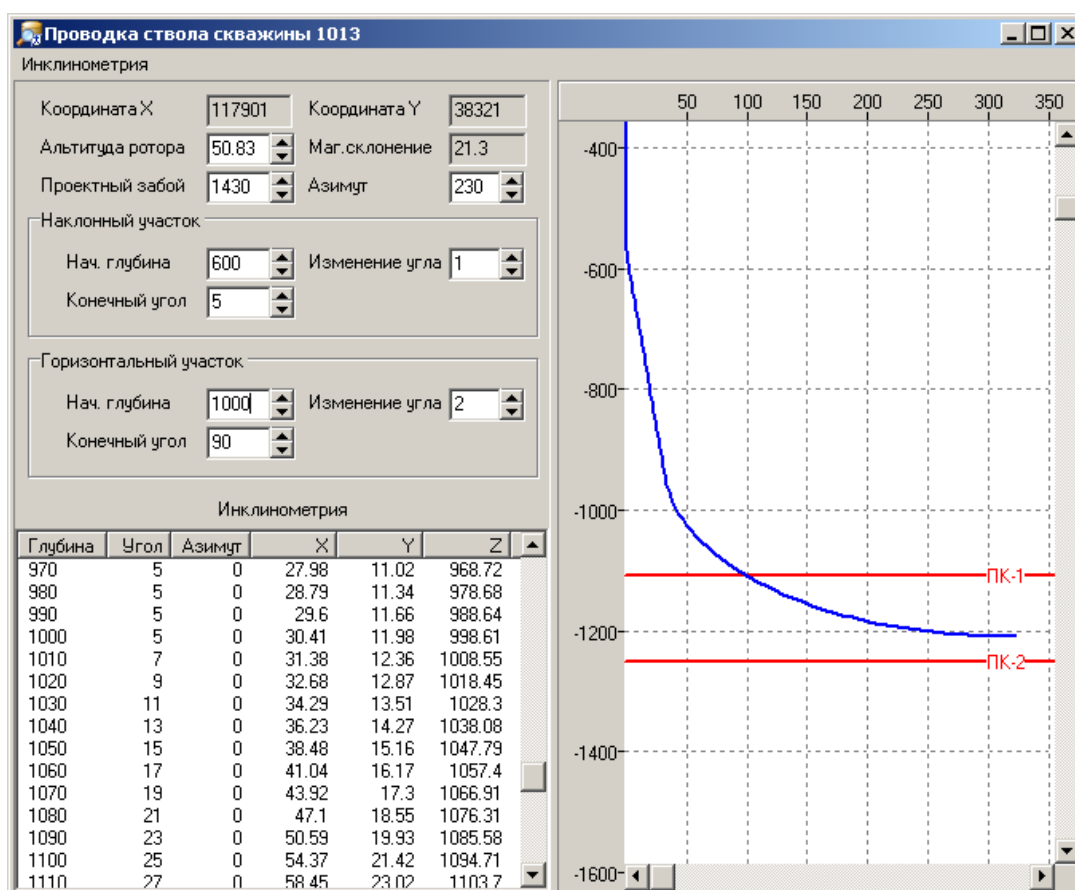 Проводка ствола скважины 1013
Инклинометрия
Координата X 117901 Координата Y 38321
Альтитуда ротора 50.83 Маг.склонение 21.3
Проектный забой 1430 Азимут 230
Наклонный участок
Нач. глубина 600 Изменение угла 1
Конечный угол 5
Горизонтальный участок
Нач. глубина 1000 Изменение угла 2
Конечный угол 90
Инклинометрия
Глубина Угол Азимут X Y Z
970 5 0 27.98 11.02 968.72
980 5 0 28.79 11.34 978.68
990 5 0 29.6 11.66 988.64
1000 5 0 30.41 11.98 998.61
1010 7 0 31.38 12.36 1008.55
1020 9 0 32.68 12.87 1018.45
1030 11 0 34.29 13.51 1028.3
1040 13 0 36.23 14.27 1038.08
1050 15 0 38.48 15.16 1047.79
1060 17 0 41.04 16.17 1057.4
1070 19 0 43.92 17.3 1066.91
1080 21 0 47.1 18.55 1076.31
1090 23 0 50.59 19.93 1085.58
1100 25 0 54.37 21.42 1094.71
1110 27 0 58.45 23.02 1103.7
50 100 150 200 250 300 350
-400
-600
-800
-1000
ПК-1
-1200
ПК-2
-1400
-1600